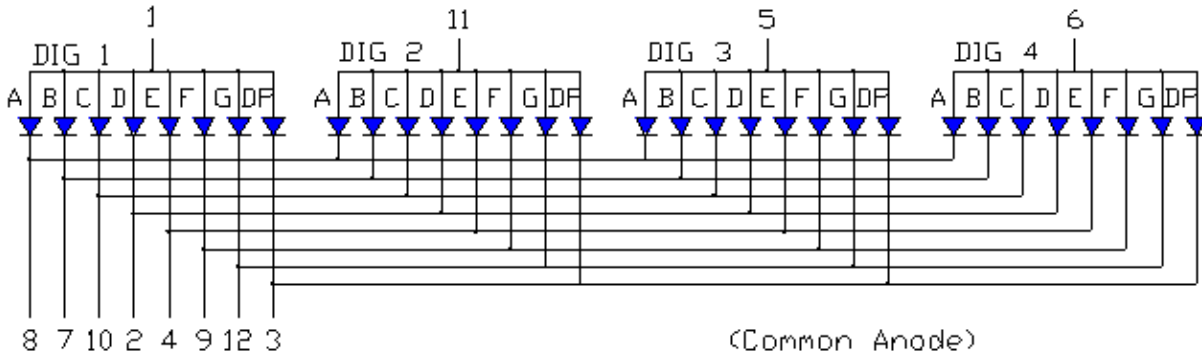 1 11 5 6
DIG 1 DIG 2 DIG 3 DIG 4
A B C D E F G DP A B C D E F G DP A B C D E F G DP A B C D E F G DP
8 7 10 2 4 9 12 3 (Common Anode)